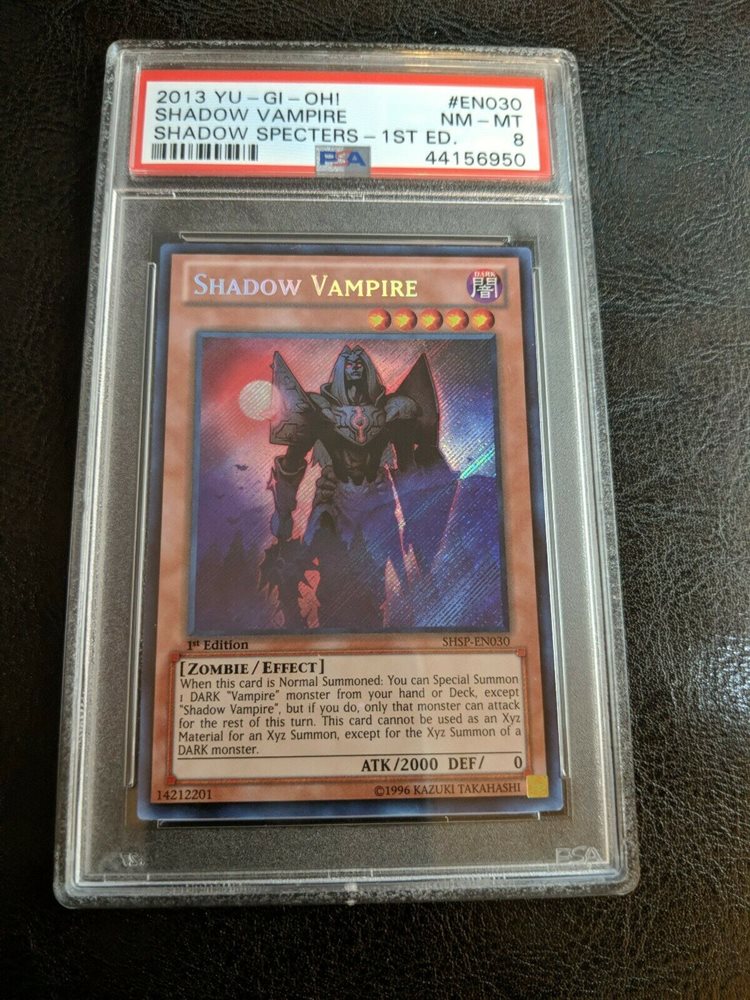 2013 YU-GI-OH! #EN030
SHADOW VAMPIRE NM-MT
SHADOW SPECTERS-1ST ED. 8
PSA 44156950
SHADOW VAMPIRE
DARK
闇
1st Edition SHSP-EN030
[ZOMBIE/EFFECT]
When this card is Normal Summoned: You can Special Summon
1 DARK "Vampire" monster from your hand or Deck, except
"Shadow Vampire", but if you do, only that monster can attack
for the rest of this turn. This card cannot be used as an Xyz
Material for an Xyz Summon, except for the Xyz Summon of a
DARK monster.
ATK/2000 DEF/ 0
14212201 ©1996 KAZUKI TAKAHASHI
PSA